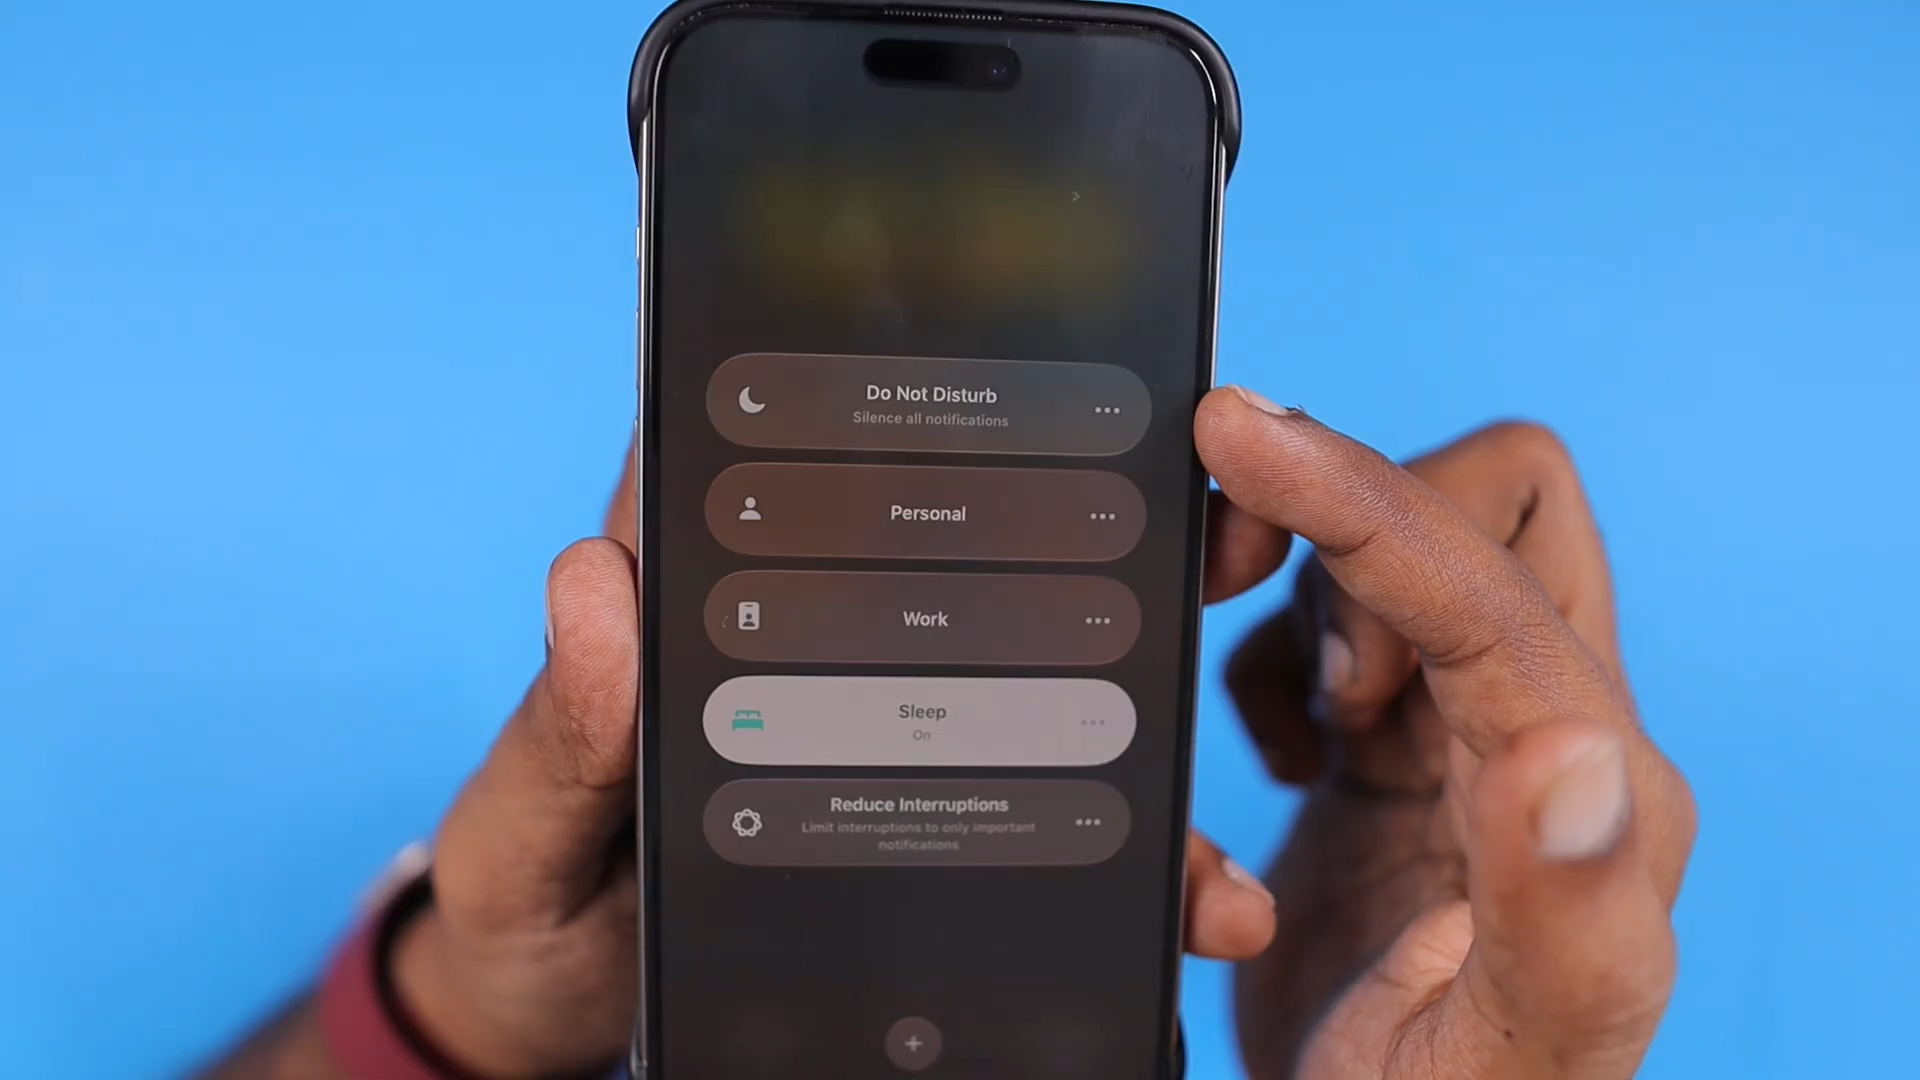 Do Not Disturb
Silence all notifications
Personal
Work
Sleep
On
Reduce Interruptions
Limit interruptions to only important
notifications